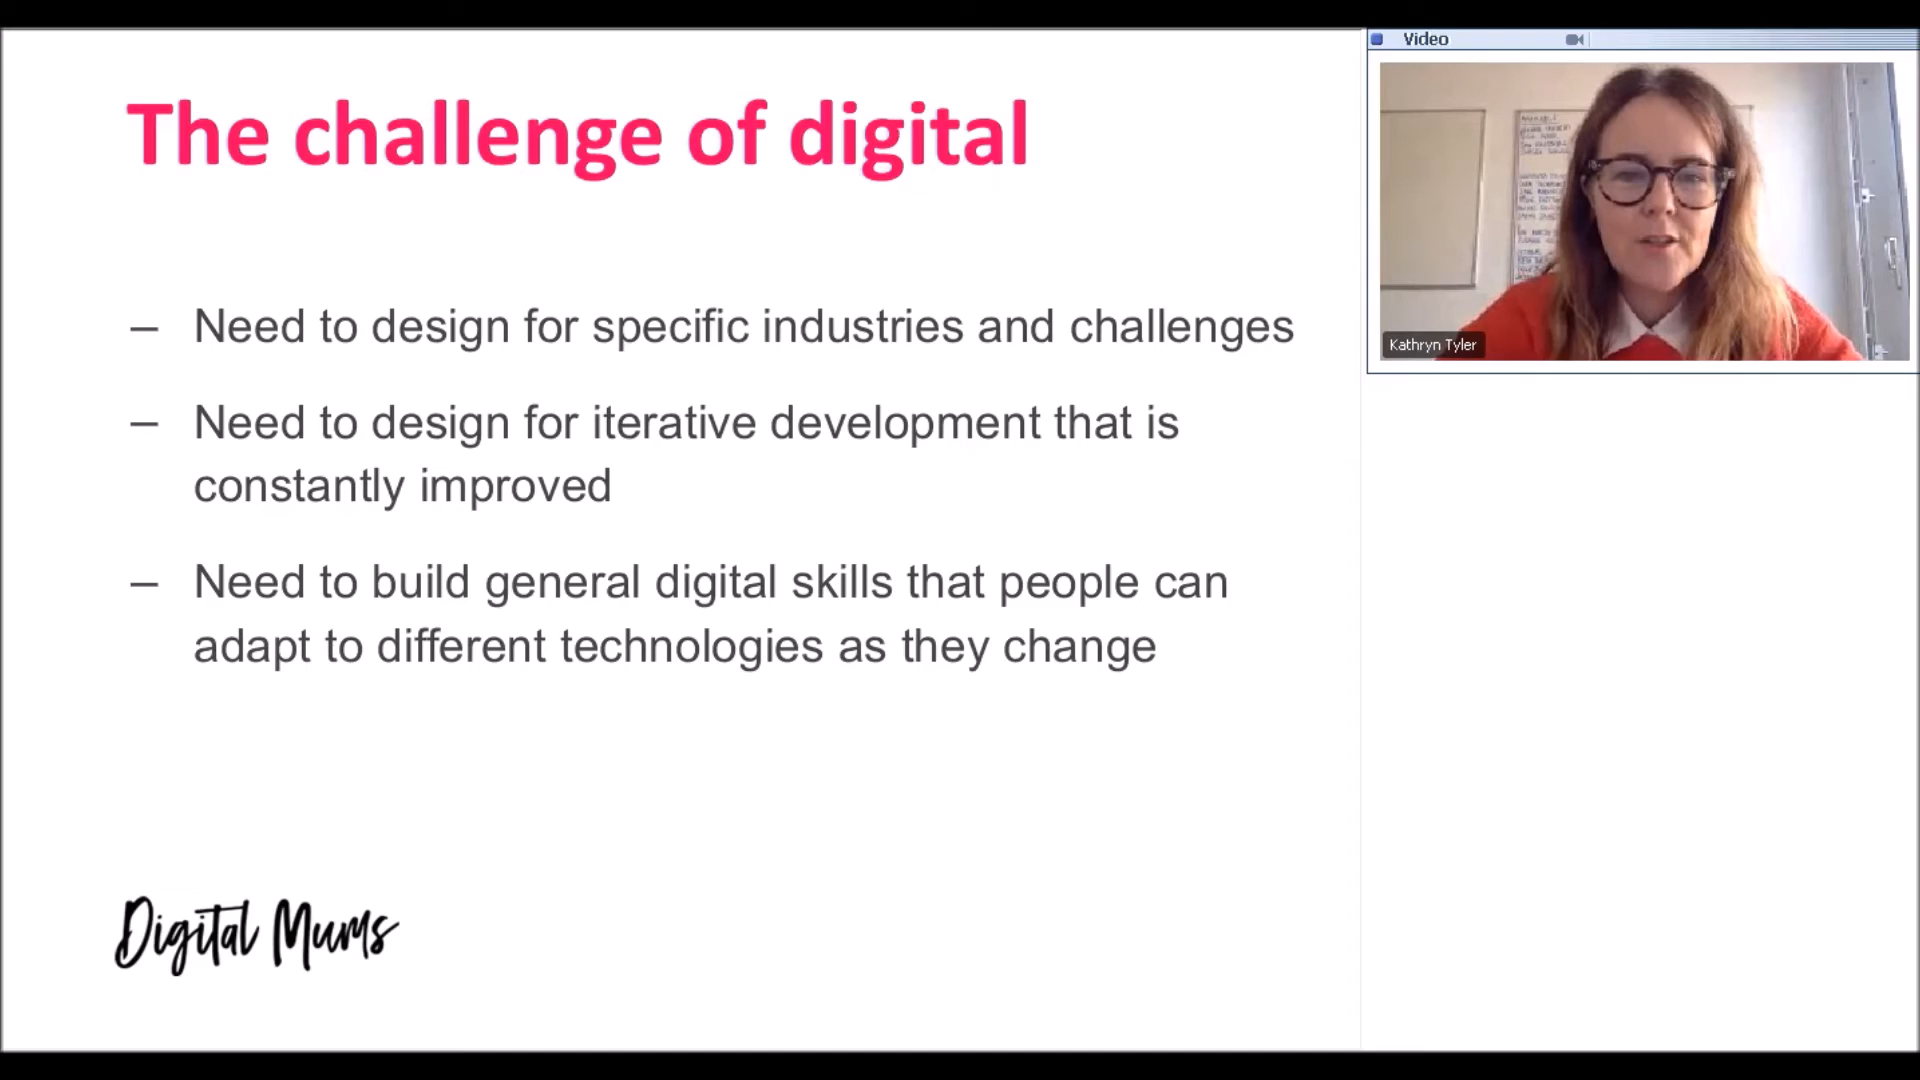 The challenge of digital
– Need to design for specific industries and challenges
– Need to design for iterative development that is
constantly improved
– Need to build general digital skills that people can
adapt to different technologies as they change
Digital Mums
Video
Kathryn Tyler